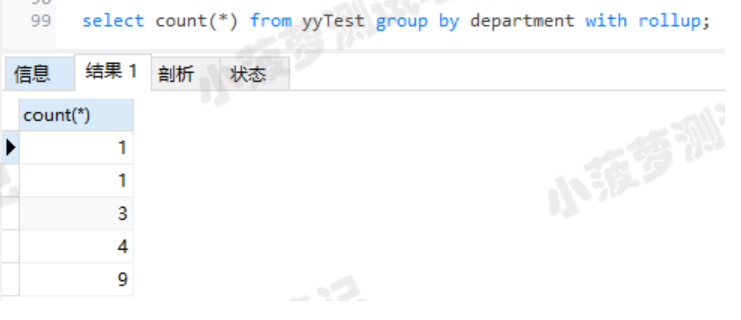 99 select count(*) from yyTest group by department with rollup;
信息 结果 1 剖析 状态
count(*)
1
1
3
4
9
小菠萝测试
小菠萝测
记